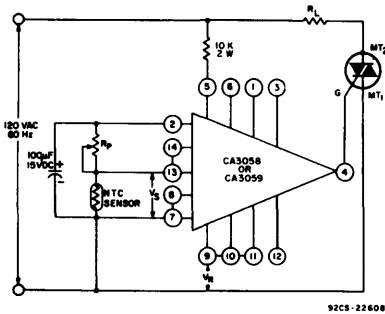 RL
10 K
2 W
MT2
G
MT1
5
6
1
3
120 VAC
60 Hz
100µF
15VDC
+
-
RP
2
14
13
8
7
NTC
SENSOR
VS
CA3058
OR
CA3059
4
9
10
11
12
VR
92CS-22608